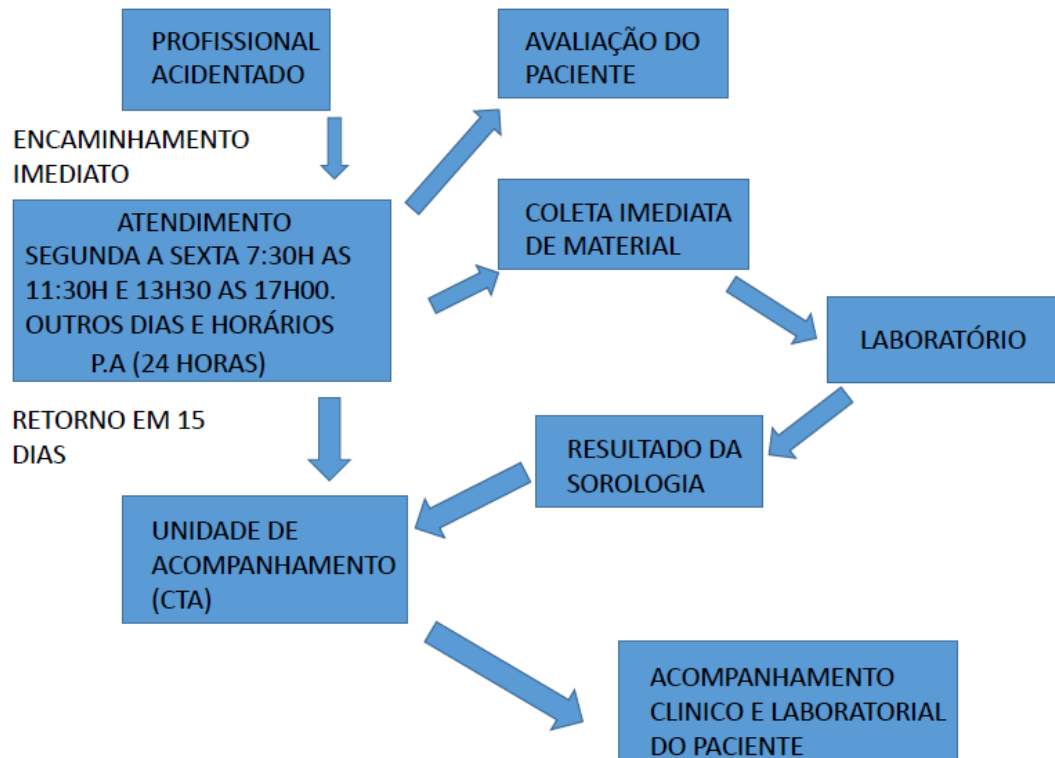 PROFISSIONAL
ACIDENTADO
AVALIAÇÃO DO
PACIENTE
ENCAMINHAMENTO
IMEDIATO
ATENDIMENTO
SEGUNDA A SEXTA 7:30H AS
11:30H E 13H30 AS 17H00.
OUTROS DIAS E HORÁRIOS
P.A (24 HORAS)
COLETA IMEDIATA
DE MATERIAL
LABORATÓRIO
RETORNO EM 15
DIAS
RESULTADO DA
SOROLOGIA
UNIDADE DE
ACOMPANHAMENTO
(CTA)
ACOMPANHAMENTO
CLINICO E LABORATORIAL
DO PACIENTE